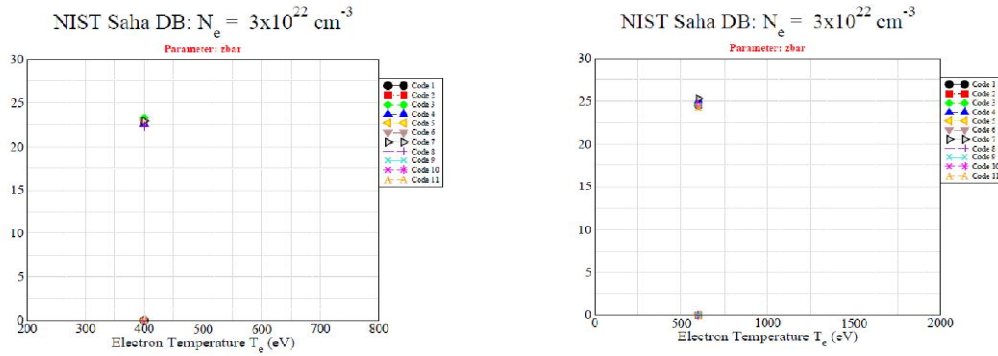 NIST Saha DB: N_e = 3x10^22 cm^-3
Parameter: zbar
30
25
20
15
10
5
0
200 300 400 500 600 700 800
Electron Temperature T_e (eV)
Code 1
Code 2
Code 3
Code 4
Code 5
Code 6
Code 7
Code 8
Code 9
Code 10
Code 11
NIST Saha DB: N_e = 3x10^22 cm^-3
Parameter: zbar
30
25
20
15
10
5
0
0 500 1000 1500 2000
Electron Temperature T_e (eV)
Code 1
Code 2
Code 3
Code 4
Code 5
Code 6
Code 7
Code 8
Code 9
Code 10
Code 11